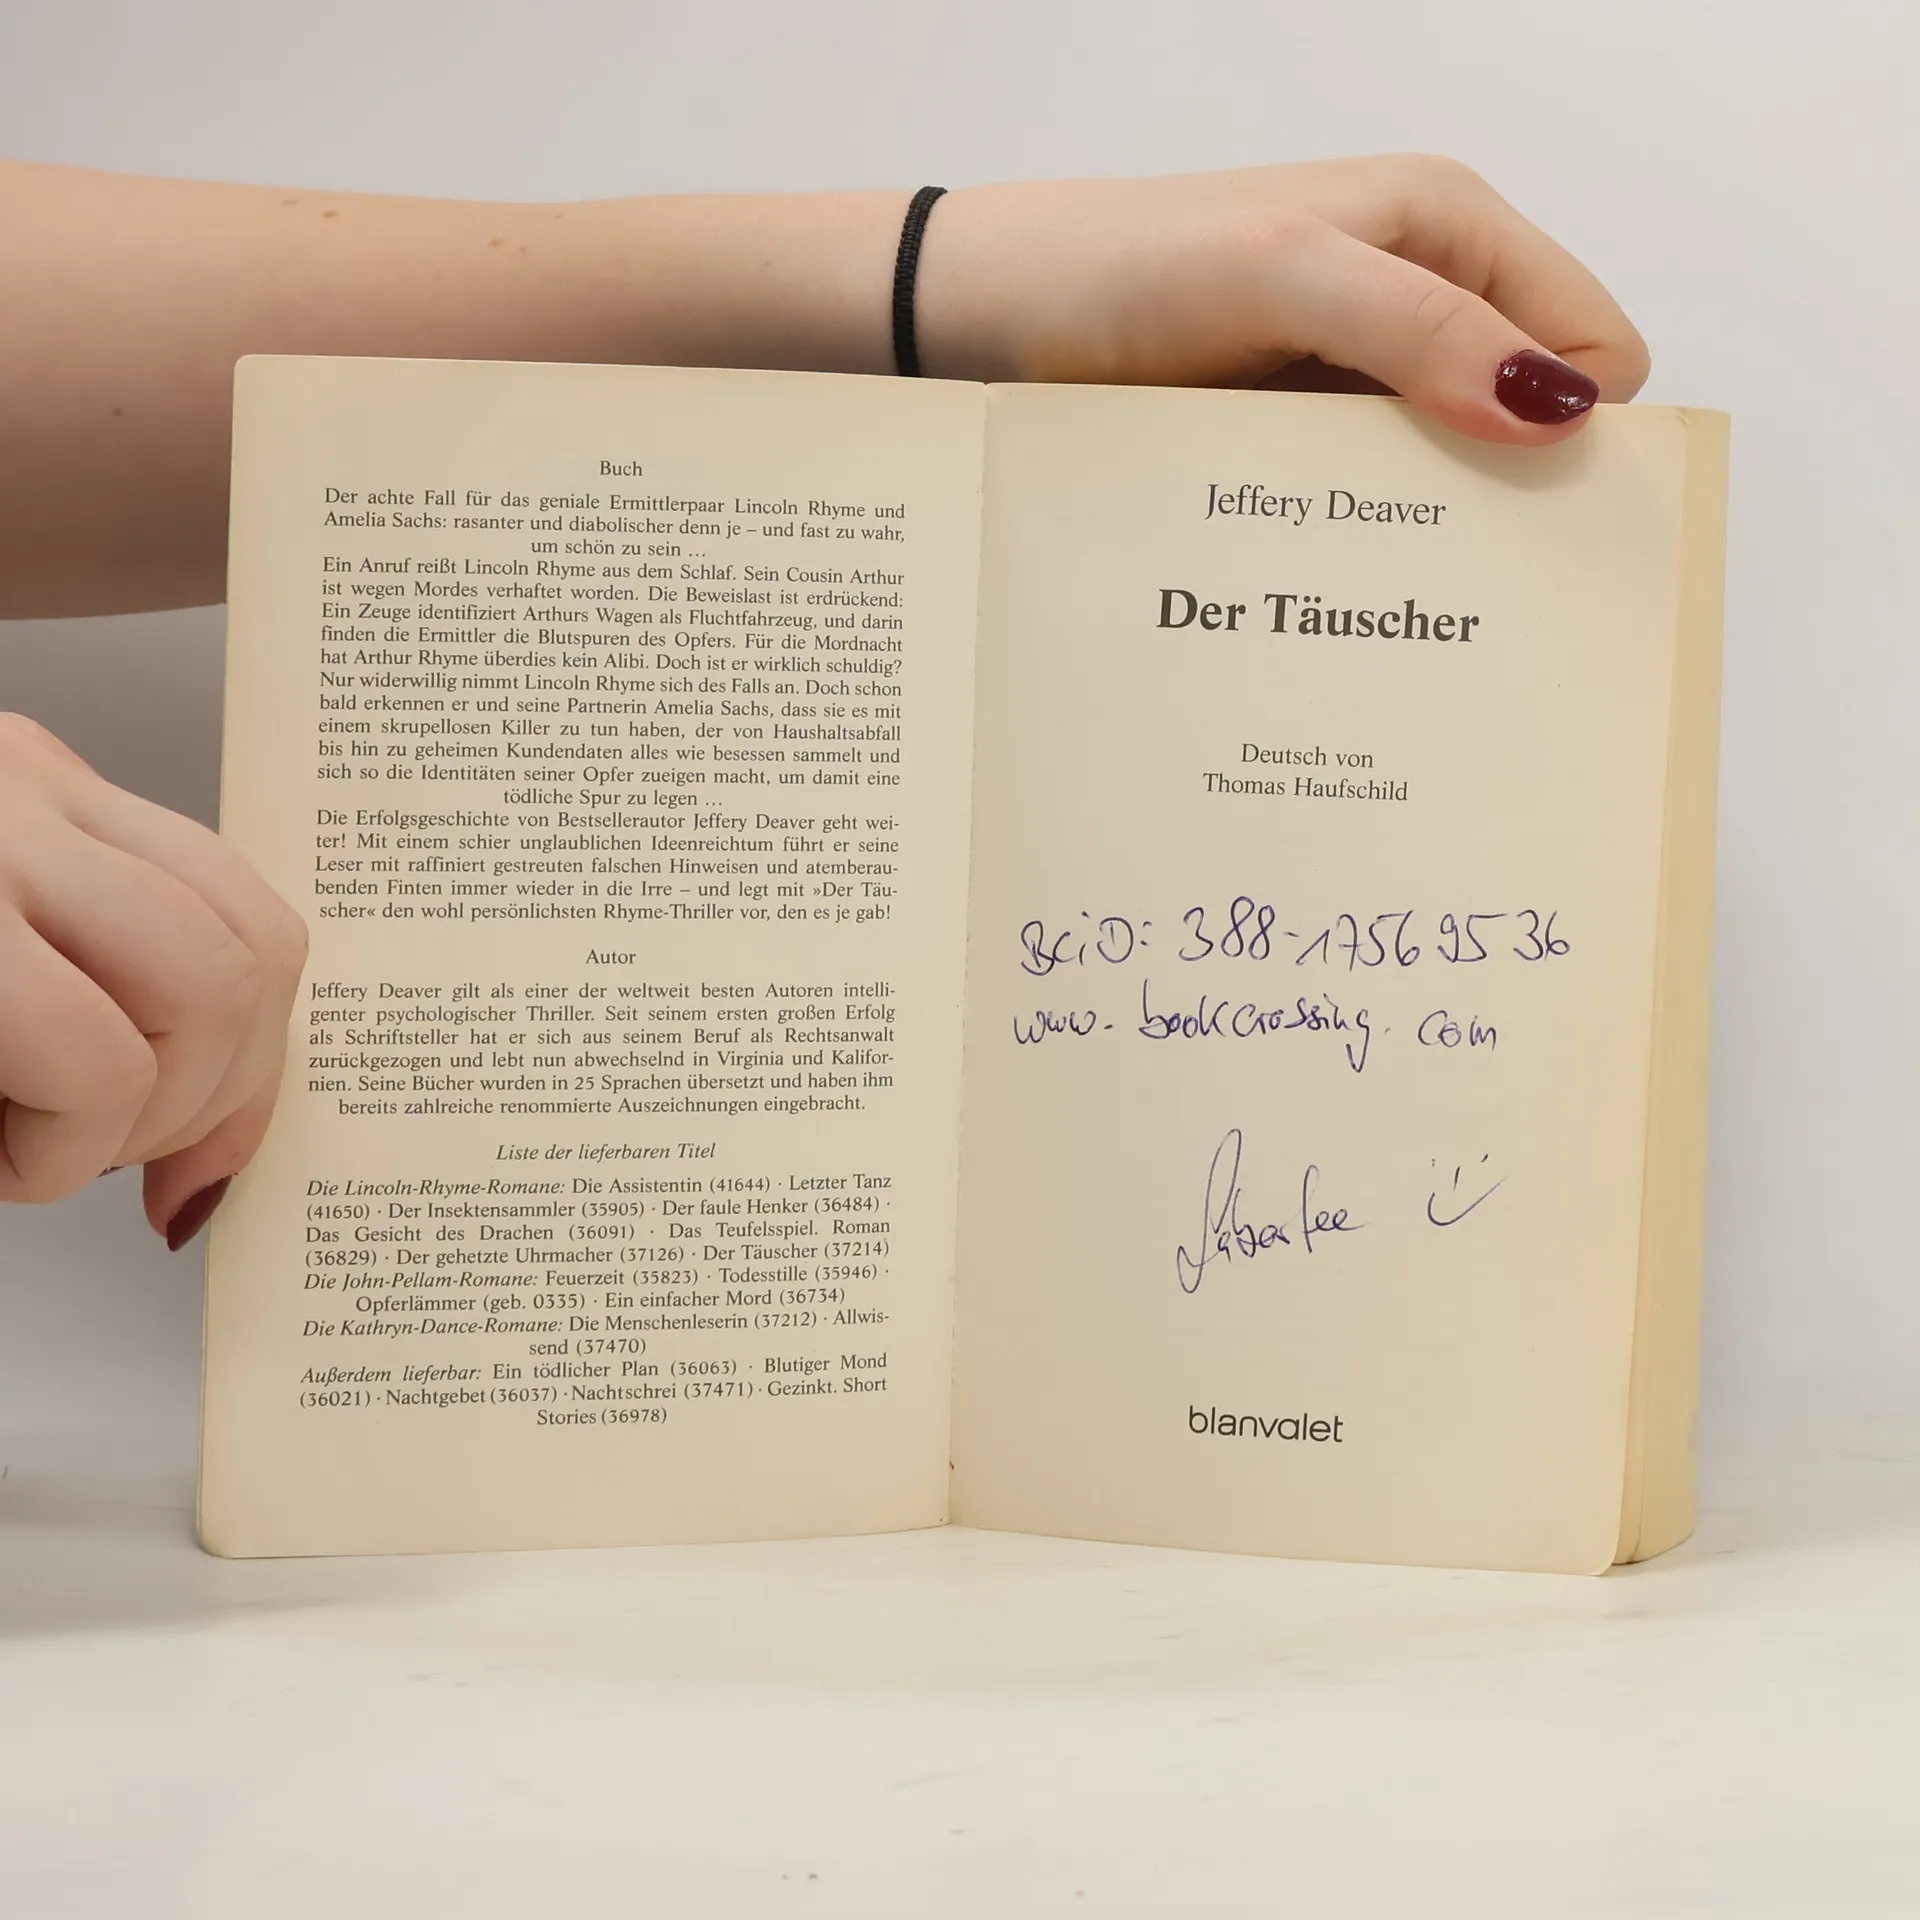 Buch
Der achte Fall für das geniale Ermittlerpaar Lincoln Rhyme und
Amelia Sachs: rasanter und diabolischer denn je – und fast zu wahr,
um schön zu sein ...
Ein Anruf reißt Lincoln Rhyme aus dem Schlaf. Sein Cousin Arthur
ist wegen Mordes verhaftet worden. Die Beweislast ist erdrückend:
Ein Zeuge identifiziert Arthurs Wagen als Fluchtfahrzeug, und darin
finden die Ermittler die Blutspuren des Opfers. Für die Mordnacht
hat Arthur Rhyme überdies kein Alibi. Doch ist er wirklich schuldig?
Nur widerwillig nimmt Lincoln Rhyme sich des Falls an. Doch schon
bald erkennen er und seine Partnerin Amelia Sachs, dass sie es mit
einem skrupellosen Killer zu tun haben, der von Haushaltsabfall
bis hin zu geheimen Kundendaten alles wie besessen sammelt und
sich so die Identitäten seiner Opfer zueigen macht, um damit eine
tödliche Spur zu legen ...
Die Erfolgsgeschichte von Bestsellerautor Jeffery Deaver geht wei-
ter! Mit einem schier unglaublichen Ideenreichtum führt er seine
Leser mit raffiniert gestreuten falschen Hinweisen und atemberau-
benden Finten immer wieder in die Irre – und legt mit »Der Täu-
scher« den wohl persönlichsten Rhyme-Thriller vor, den es je gab!
Autor
Jeffery Deaver gilt als einer der weltweit besten Autoren intelli-
genter psychologischer Thriller. Seit seinem ersten großen Erfolg
als Schriftsteller hat er sich aus seinem Beruf als Rechtsanwalt
zurückgezogen und lebt nun abwechselnd in Virginia und Kalifor-
nien. Seine Bücher wurden in 25 Sprachen übersetzt und haben ihm
bereits zahlreiche renommierte Auszeichnungen eingebracht.
Liste der lieferbaren Titel
Die Lincoln-Rhyme-Romane: Die Assistentin (41644) · Letzter Tanz
(41650) · Der Insektensammler (35905) · Der faule Henker (36484) ·
Das Gesicht des Drachen (36091) · Das Teufelsspiel. Roman
(36829) · Der gehetzte Uhrmacher (37126) · Der Täuscher (37214)
Die John-Pellam-Romane: Feuerzeit (35823) · Todesstille (35946) ·
Opferlämmer (geb. 0335) · Ein einfacher Mord (36734)
Die Kathryn-Dance-Romane: Die Menschenleserin (37212) · Allwis-
send (37470)
Außerdem lieferbar: Ein tödlicher Plan (36063) · Blutiger Mond
(36021) · Nachtgebet (36037) · Nachtschrei (37471) · Gezinkt. Short
Stories (36978)
Jeffery Deaver
Der Täuscher
Deutsch von
Thomas Haufschild
BCiD: 388-17569536
www.bookcrossing.com
blanvalet